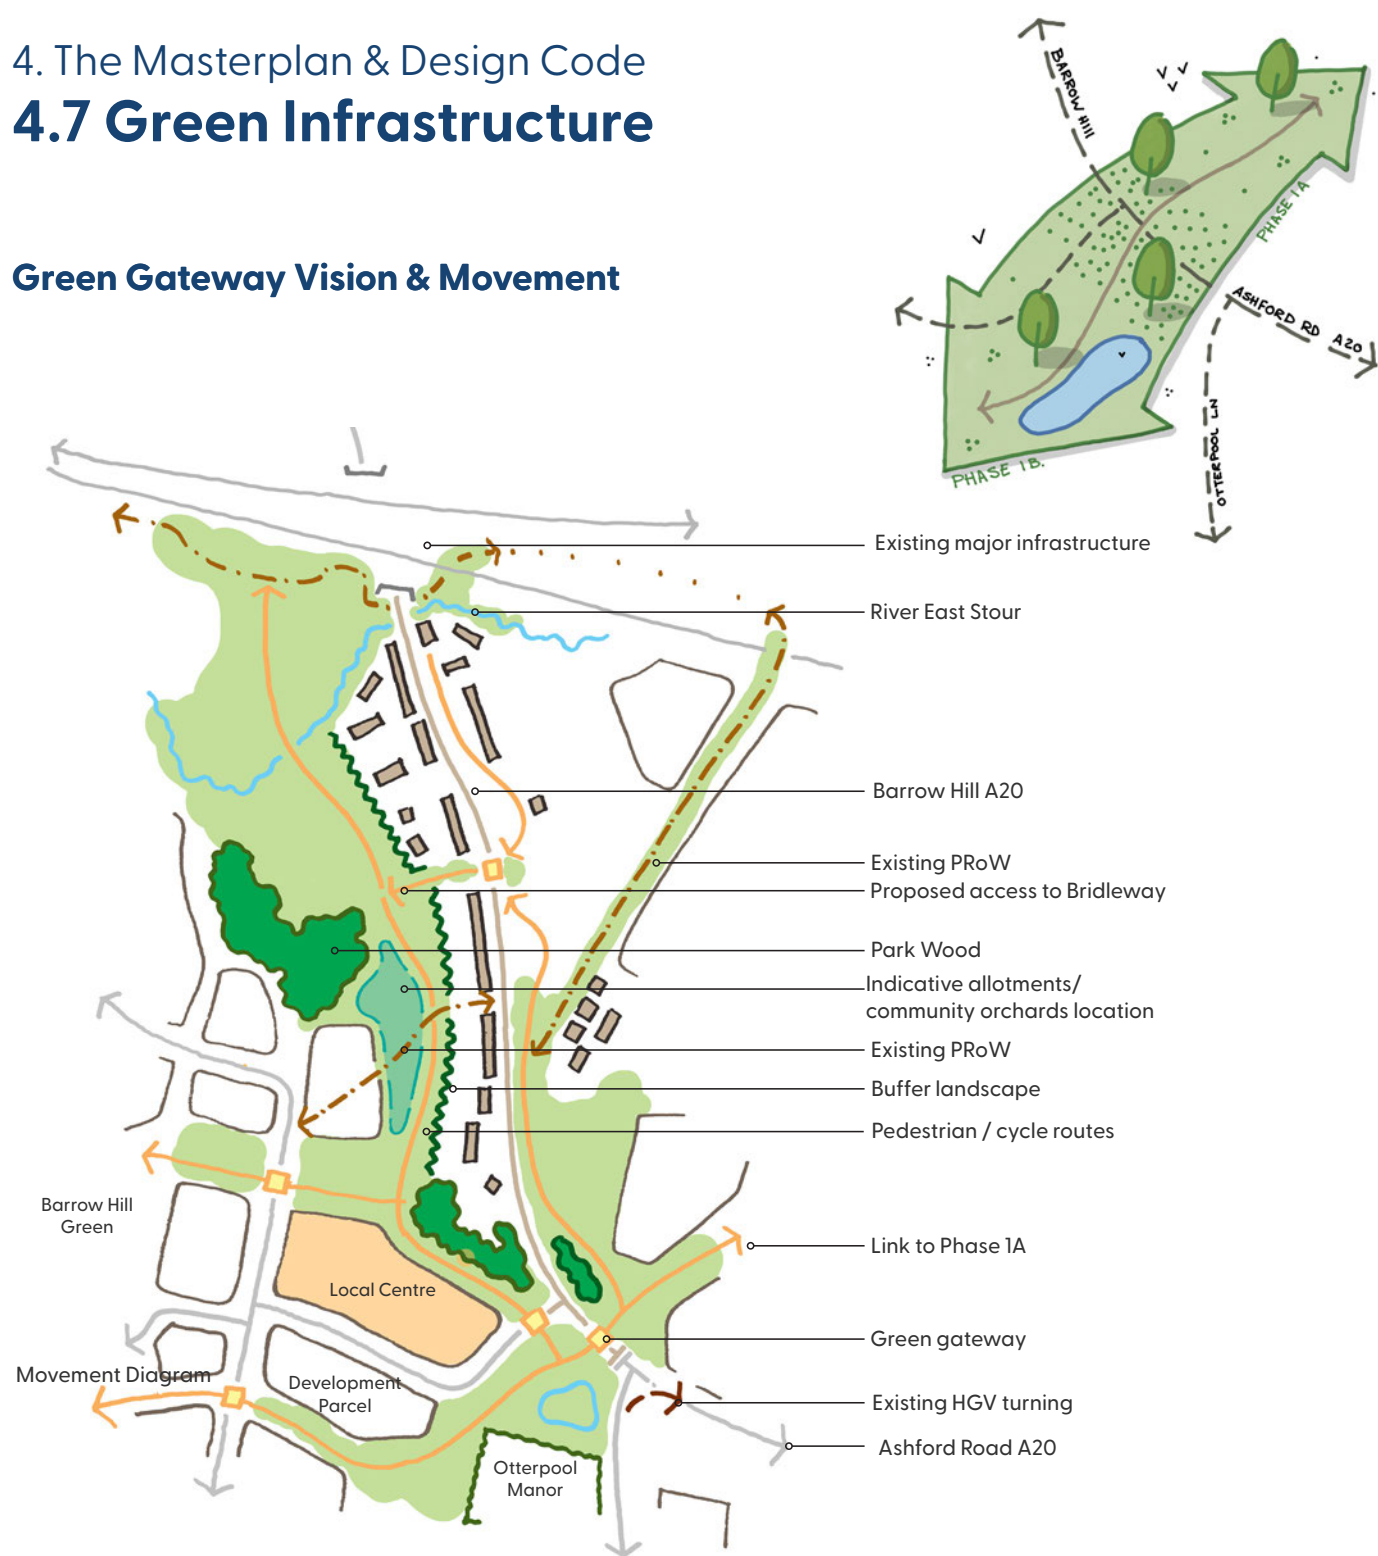 4. The Masterplan & Design Code
4.7 Green Infrastructure
Green Gateway Vision & Movement
BARROW HILL
PHASE 1A
ASHFORD RD A20
OTTERPOOL LN
PHASE 1B.
Existing major infrastructure
River East Stour
Barrow Hill A20
Existing PRoW
Proposed access to Bridleway
Park Wood
Indicative allotments/
community orchards location
Existing PRoW
Buffer landscape
Pedestrian / cycle routes
Barrow Hill
Green
Link to Phase 1A
Local Centre
Green gateway
Movement Diagram
Development
Parcel
Existing HGV turning
Ashford Road A20
Otterpool
Manor